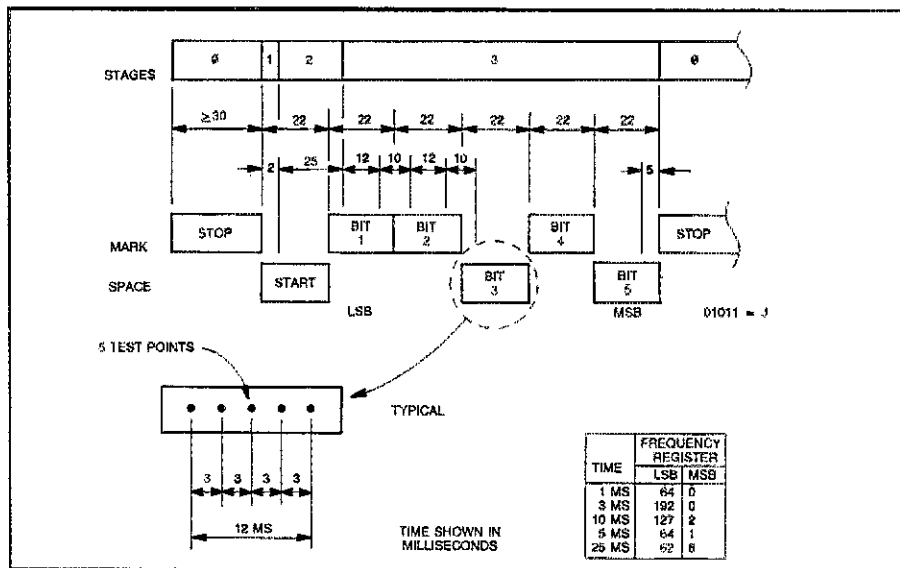 STAGES
0 1 2 3 0
≥30 22 22 22 22 22 22
2 25 12 10 12 10 5
MARK
STOP BIT 1 BIT 2 BIT 4 STOP
SPACE
START BIT 3 BIT 5
LSB MSB 01011 = J
5 TEST POINTS
TYPICAL
3 3 3 3
12 MS
TIME SHOWN IN
MILLISECONDS
TIME FREQUENCY REGISTER
LSB MSB
1 MS 64 0
3 MS 192 0
10 MS 127 2
5 MS 64 1
25 MS 62 6